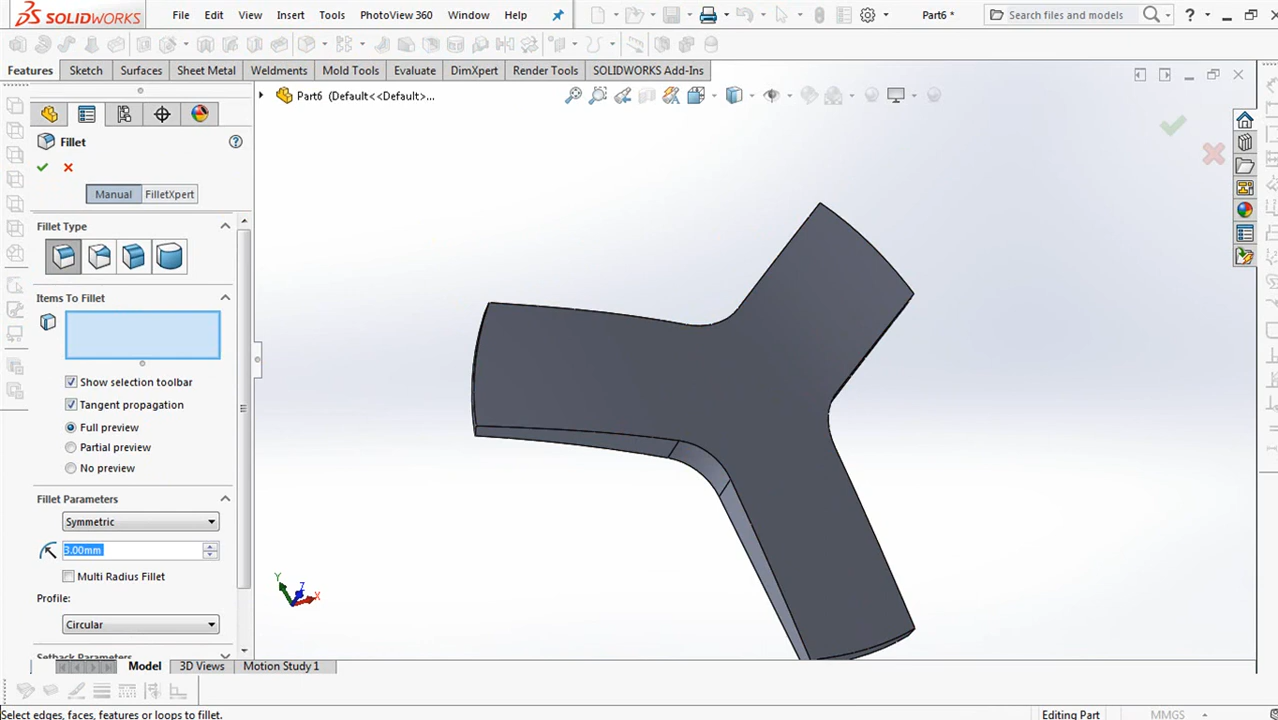 SOLIDWORKS File Edit View Insert Tools PhotoView 360 Window Help Part6 * Search files and models ?
Features Sketch Surfaces Sheet Metal Weldments Mold Tools Evaluate DimXpert Render Tools SOLIDWORKS Add-Ins
Part6 (Default<<Default>...
Fillet
?
Manual FilletXpert
Fillet Type
Items To Fillet
Show selection toolbar
Tangent propagation
Full preview
Partial preview
No preview
Fillet Parameters
Symmetric
3.00mm
Multi Radius Fillet
Profile:
Circular
Setback Parameters
Y
Z
X
Model 3D Views Motion Study 1
Select edges, faces, features or loops to fillet. Editing Part MMGS